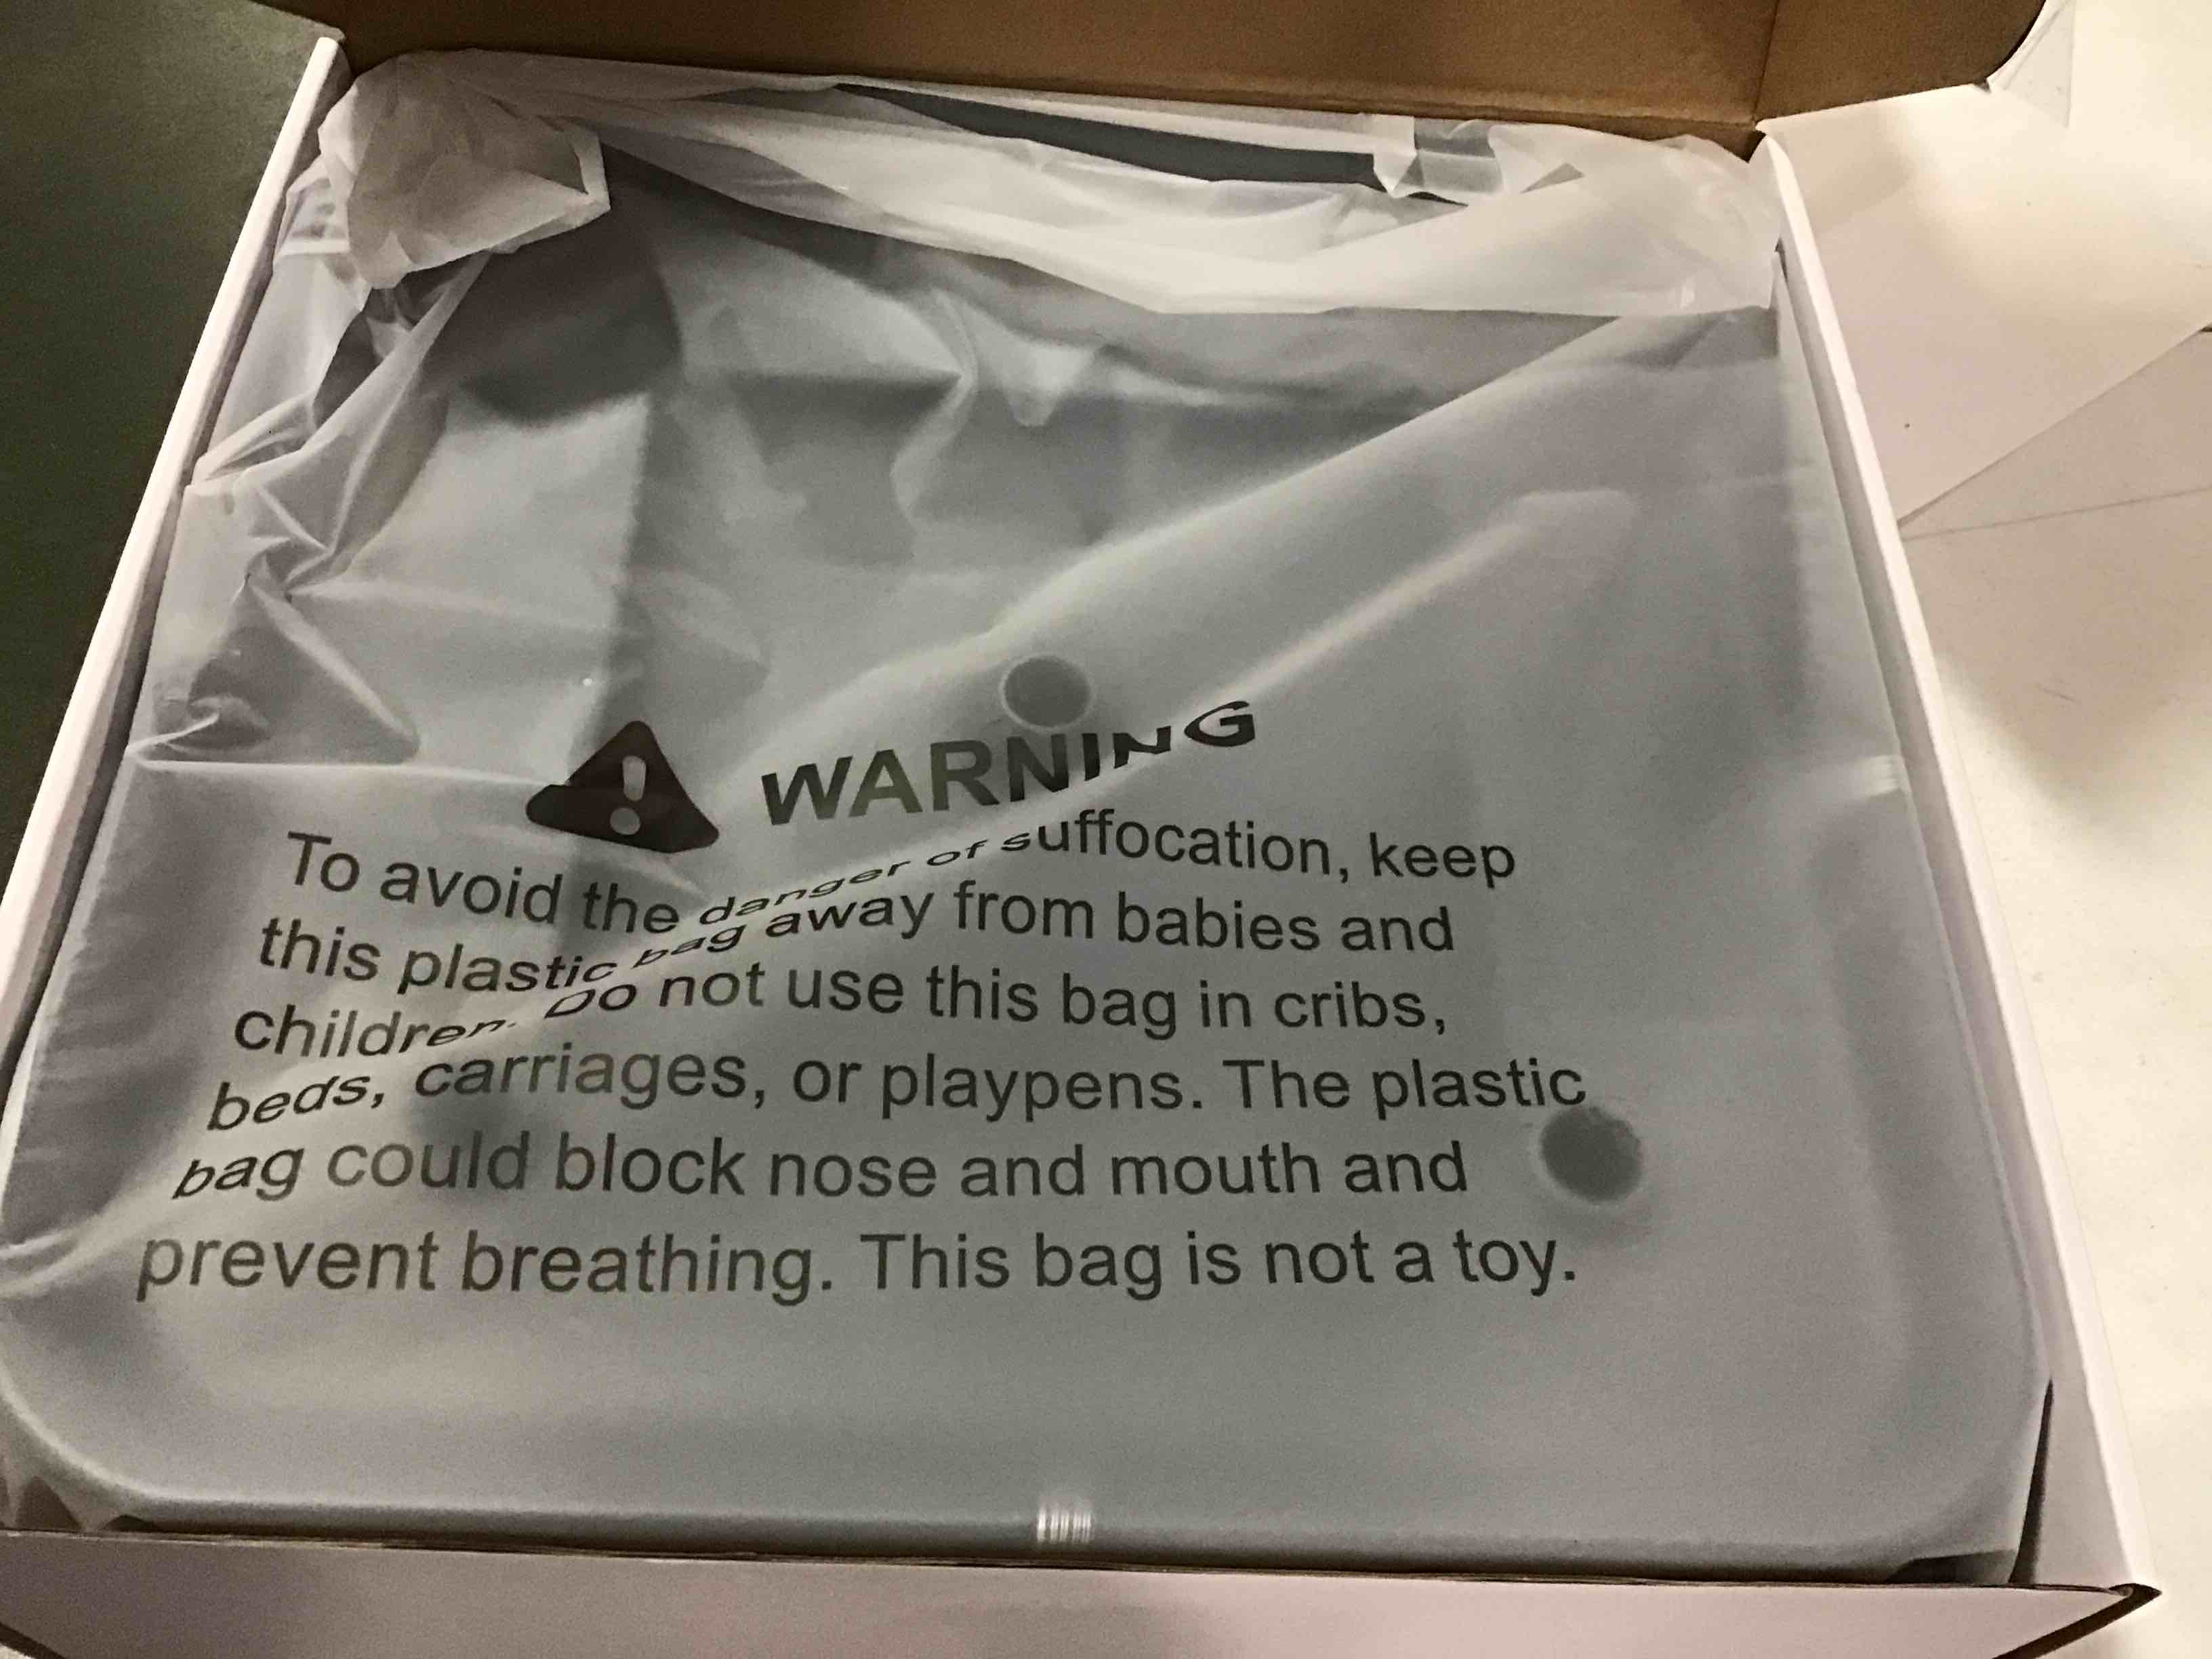 WARNING
To avoid the danger of suffocation, keep
this plastic bag away from babies and
children. Do not use this bag in cribs,
beds, carriages, or playpens. The plastic
bag could block nose and mouth and
prevent breathing. This bag is not a toy.